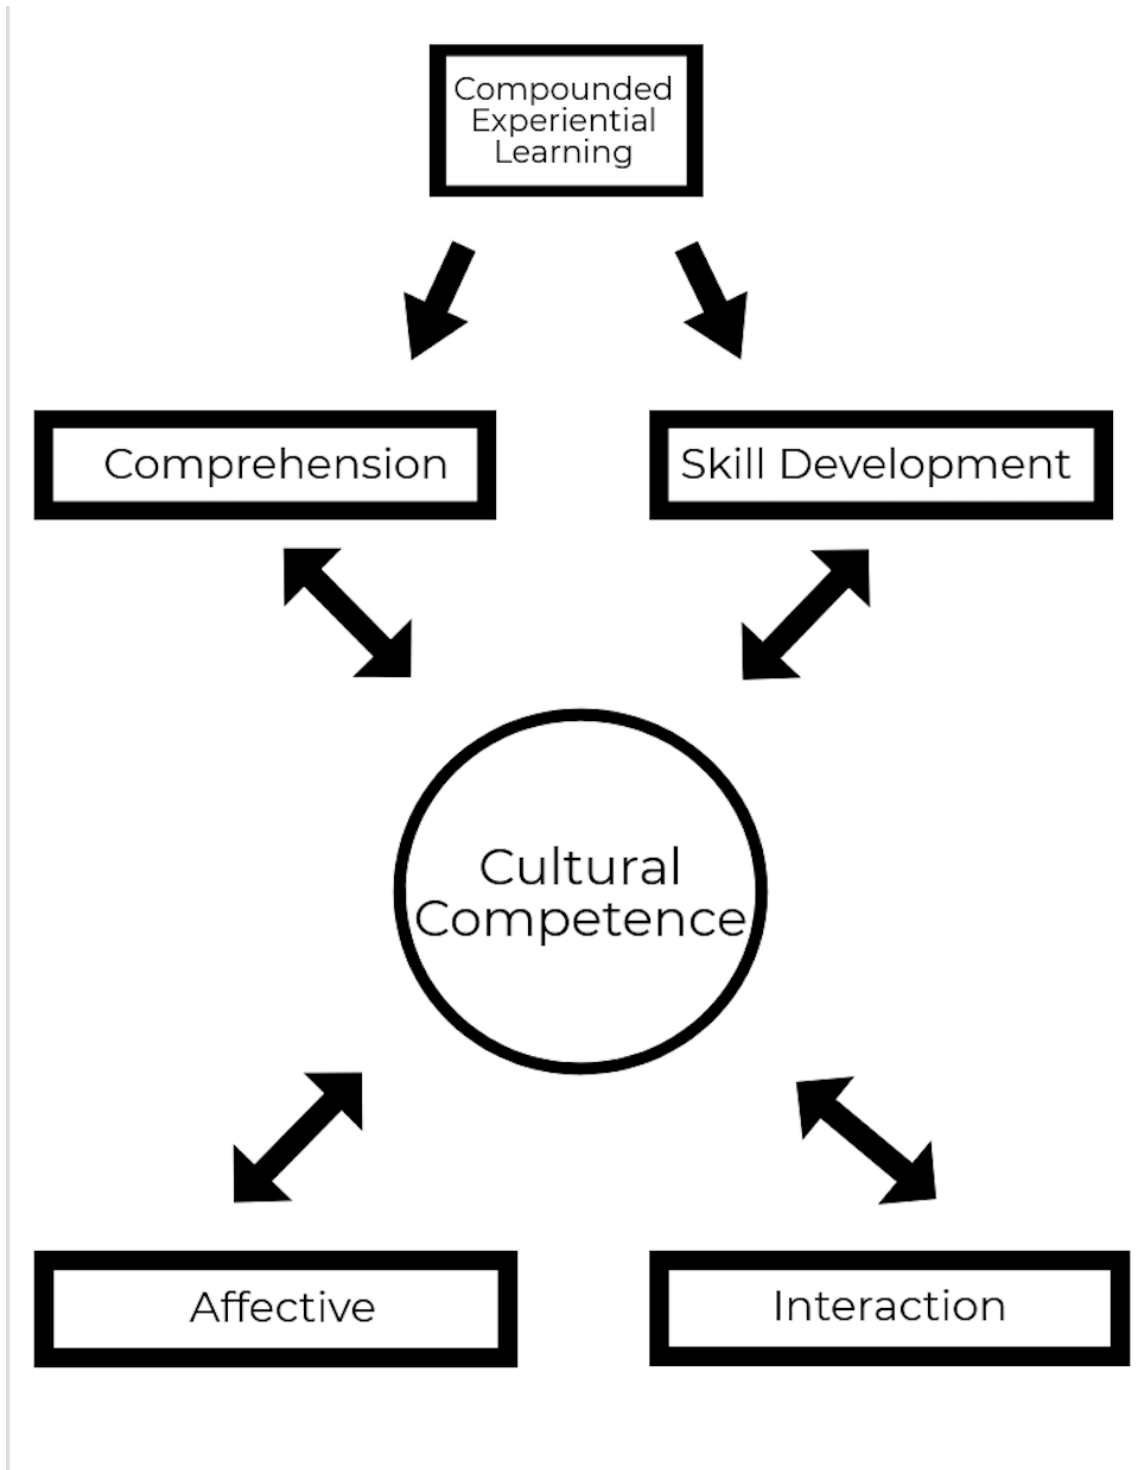 Compounded
Experiential
Learning
Comprehension
Skill Development
Cultural
Competence
Affective
Interaction